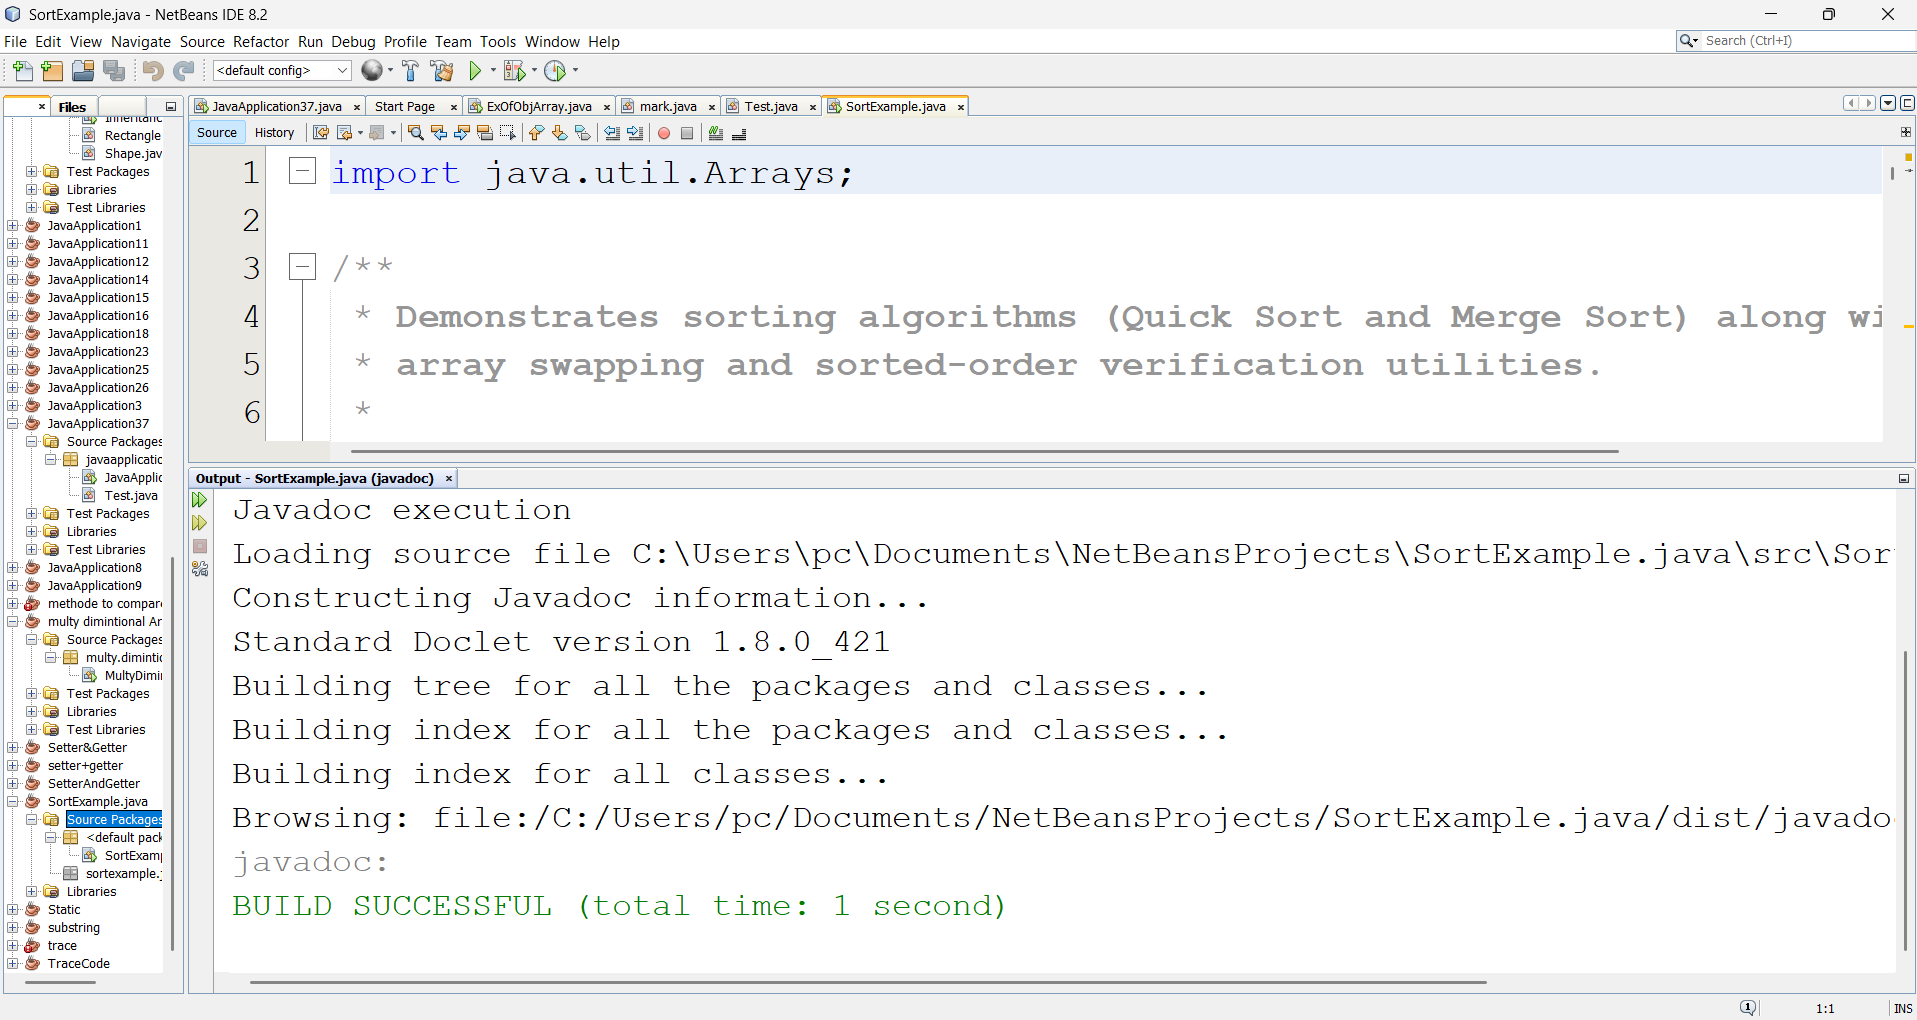 SortExample.java - NetBeans IDE 8.2
File Edit View Navigate Source Refactor Run Debug Profile Team Tools Window Help
Search (Ctrl+I)
<default config>
Files
JavaApplication37.java Start Page ExOfObjArray.java mark.java Test.java SortExample.java
Source History
Rectangle
Shape.jav
Test Packages
Libraries
Test Libraries
JavaApplication1
JavaApplication11
JavaApplication12
JavaApplication14
JavaApplication15
JavaApplication16
JavaApplication18
JavaApplication23
JavaApplication25
JavaApplication26
JavaApplication3
JavaApplication37
Source Packages
javaapplicatic
JavaApplic
Test.java
Test Packages
Libraries
Test Libraries
JavaApplication8
JavaApplication9
methode to compar
multy dimintional Ar
Source Packages
multy.diminti
MultyDimi
Test Packages
Libraries
Test Libraries
Setter&Getter
setter+getter
SetterAndGetter
SortExample.java
Source Packages
<default pack
SortExam
sortexample.
Libraries
Static
substring
trace
TraceCode
1 import java.util.Arrays;
2
3 /**
4 * Demonstrates sorting algorithms (Quick Sort and Merge Sort) along wi
5 * array swapping and sorted-order verification utilities.
6 *
Output - SortExample.java (javadoc)
Javadoc execution
Loading source file C:\Users\pc\Documents\NetBeansProjects\SortExample.java\src\Sor
Constructing Javadoc information...
Standard Doclet version 1.8.0_421
Building tree for all the packages and classes...
Building index for all the packages and classes...
Building index for all classes...
Browsing: file:/C:/Users/pc/Documents/NetBeansProjects/SortExample.java/dist/javado
javadoc:
BUILD SUCCESSFUL (total time: 1 second)
1 1:1 INS